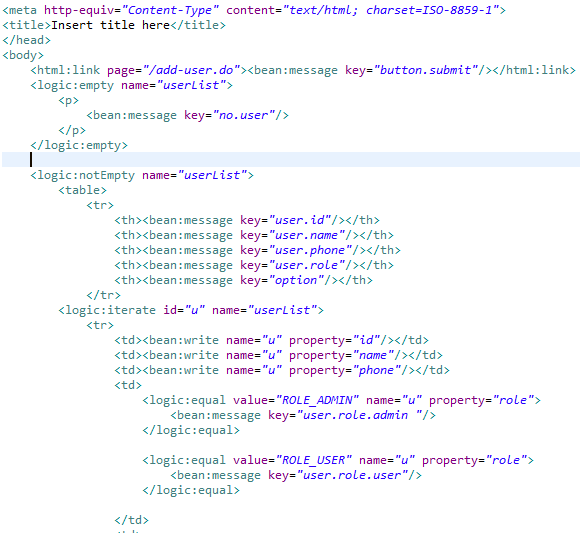 <meta http-equiv="Content-Type" content="text/html; charset=ISO-8859-1">
<title>Insert title here</title>
</head>
<body>
    <html:link page="/add-user.do"><bean:message key="button.submit"/></html:link>
    <logic:empty name="userList">
        <p>
            <bean:message key="no.user"/>
        </p>
    </logic:empty>
    <logic:notEmpty name="userList">
        <table>
            <tr>
                <th><bean:message key="user.id"/></th>
                <th><bean:message key="user.name"/></th>
                <th><bean:message key="user.phone"/></th>
                <th><bean:message key="user.role"/></th>
                <th><bean:message key="option"/></th>
            </tr>
        <logic:iterate id="u" name="userList">
            <tr>
                <td><bean:write name="u" property="id"/></td>
                <td><bean:write name="u" property="name"/></td>
                <td><bean:write name="u" property="phone"/></td>
                <td>
                    <logic:equal value="ROLE_ADMIN" name="u" property="role">
                        <bean:message key="user.role.admin "/>
                    </logic:equal>
                    <logic:equal value="ROLE_USER" name="u" property="role">
                        <bean:message key="user.role.user"/>
                    </logic:equal>
                </td>